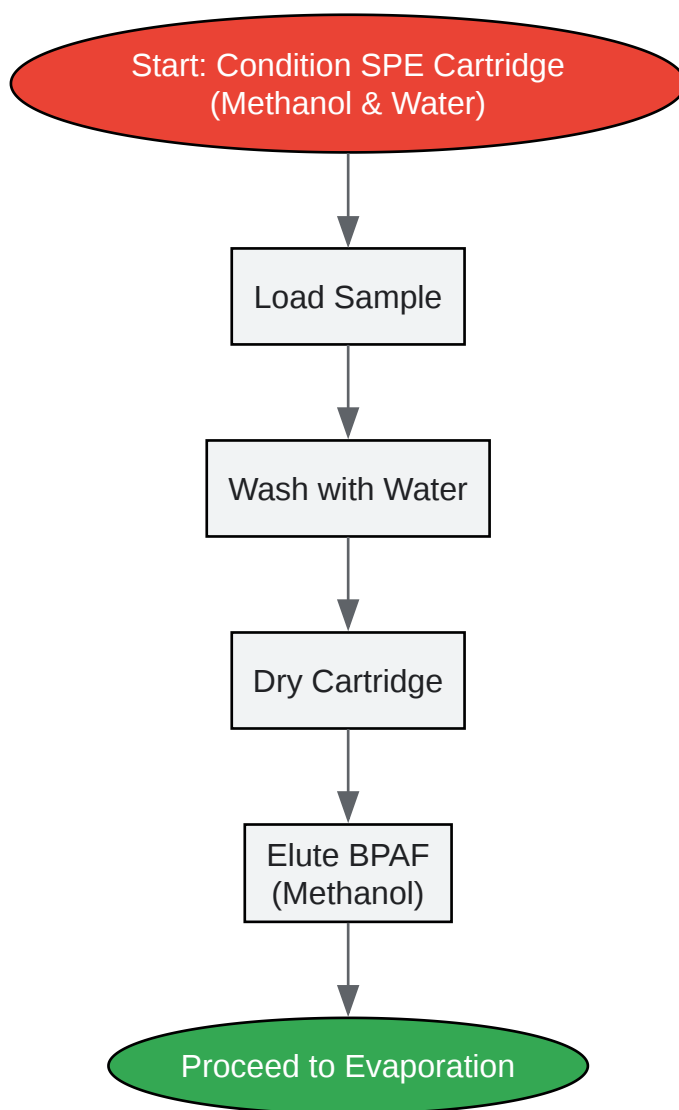 Start: Condition SPE Cartridge
(Methanol & Water)
Load Sample
Wash with Water
Dry Cartridge
Elute BPAF
(Methanol)
Proceed to Evaporation